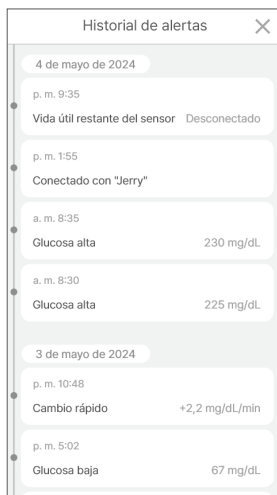 Historial de alertas
4 de mayo de 2024
p. m. 9:35
Vida útil restante del sensor Desconectado
p. m. 1:55
Conectado con "Jerry"
a. m. 8:35
Glucosa alta 230 mg/dL
a. m. 8:30
Glucosa alta 225 mg/dL
3 de mayo de 2024
p. m. 10:48
Cambio rápido +2,2 mg/dL/min
p. m. 5:02
Glucosa baja 67 mg/dL